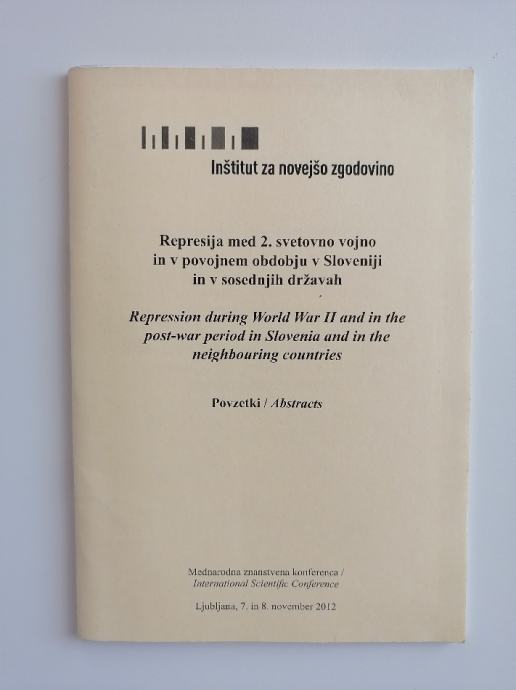 Inštitut za novejšo zgodovino
Represija med 2. svetovno vojno
in v povojnem obdobju v Sloveniji
in v sosednjih državah
Repression during World War II and in the
post-war period in Slovenia and in the
neighbouring countries
Povzetki / Abstracts
Mednarodna znanstvena konferenca /
International Scientific Conference
Ljubljana, 7. in 8. november 2012